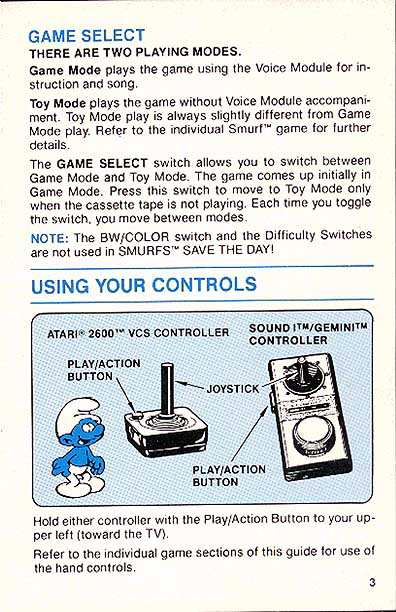 GAME SELECT
THERE ARE TWO PLAYING MODES.
Game Mode plays the game using the Voice Module for in-
struction and song.
Toy Mode plays the game without Voice Module accompani-
ment. Toy Mode play is always slightly different from Game
Mode play. Refer to the individual Smurf™ game for further
details.
The GAME SELECT switch allows you to switch between
Game Mode and Toy Mode. The game comes up initially in
Game Mode. Press this switch to move to Toy Mode only
when the cassette tape is not playing. Each time you toggle
the switch, you move between modes.
NOTE: The BW/COLOR switch and the Difficulty Switches
are not used in SMURFS™ SAVE THE DAY!
USING YOUR CONTROLS
ATARI® 2600™ VCS CONTROLLER
SOUND I™/GEMINI™
CONTROLLER
PLAY/ACTION
BUTTON
JOYSTICK
PLAY/ACTION
BUTTON
Hold either controller with the Play/Action Button to your up-
per left (toward the TV).
Refer to the individual game sections of this guide for use of
the hand controls.
3